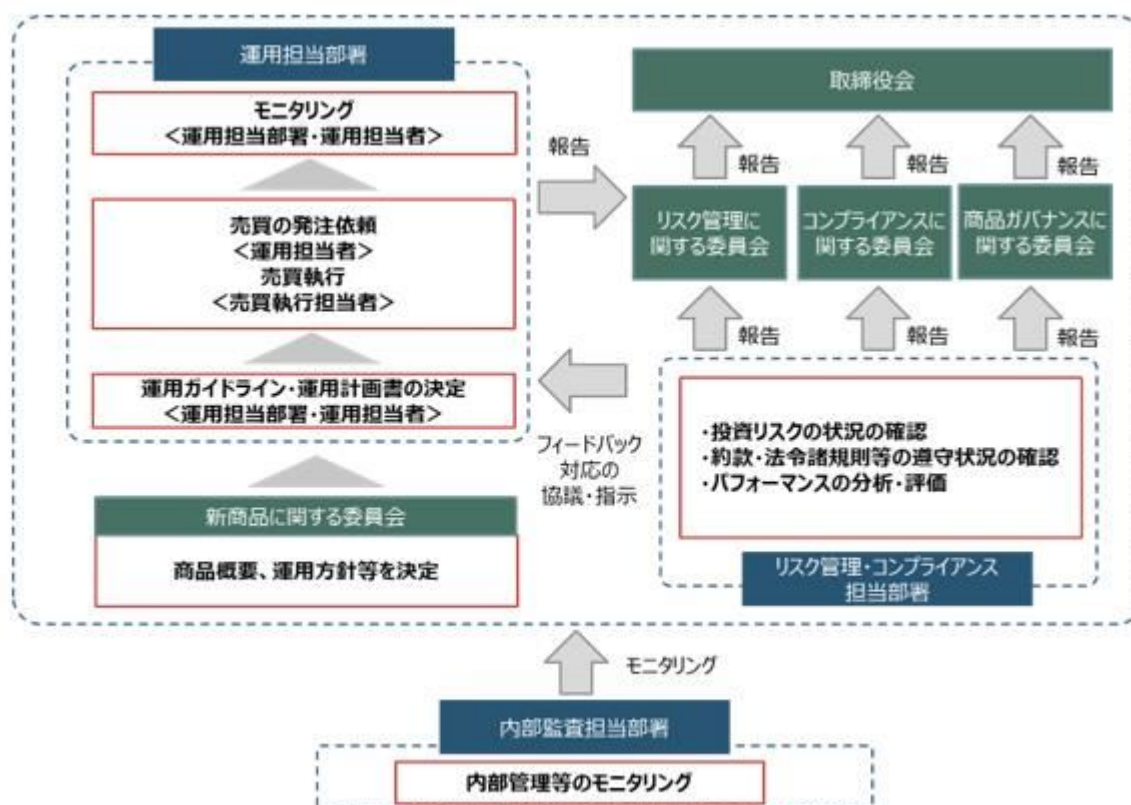 運用担当部署
モニタリング
＜運用担当部署・運用担当者＞
売買の発注依頼
＜運用担当者＞
売買執行
＜売買執行担当者＞
運用ガイドライン・運用計画書の決定
＜運用担当部署・運用担当者＞
新商品に関する委員会
商品概要、運用方針等を決定
報告
フィードバック
対応の
協議・指示
取締役会
報告
報告
報告
リスク管理に
関する委員会
コンプライアンスに
関する委員会
商品ガバナンスに
関する委員会
報告
報告
報告
・投資リスクの状況の確認
・約款・法令諸規則等の遵守状況の確認
・パフォーマンスの分析・評価
リスク管理・コンプライアンス
担当部署
モニタリング
内部監査担当部署
内部管理等のモニタリング